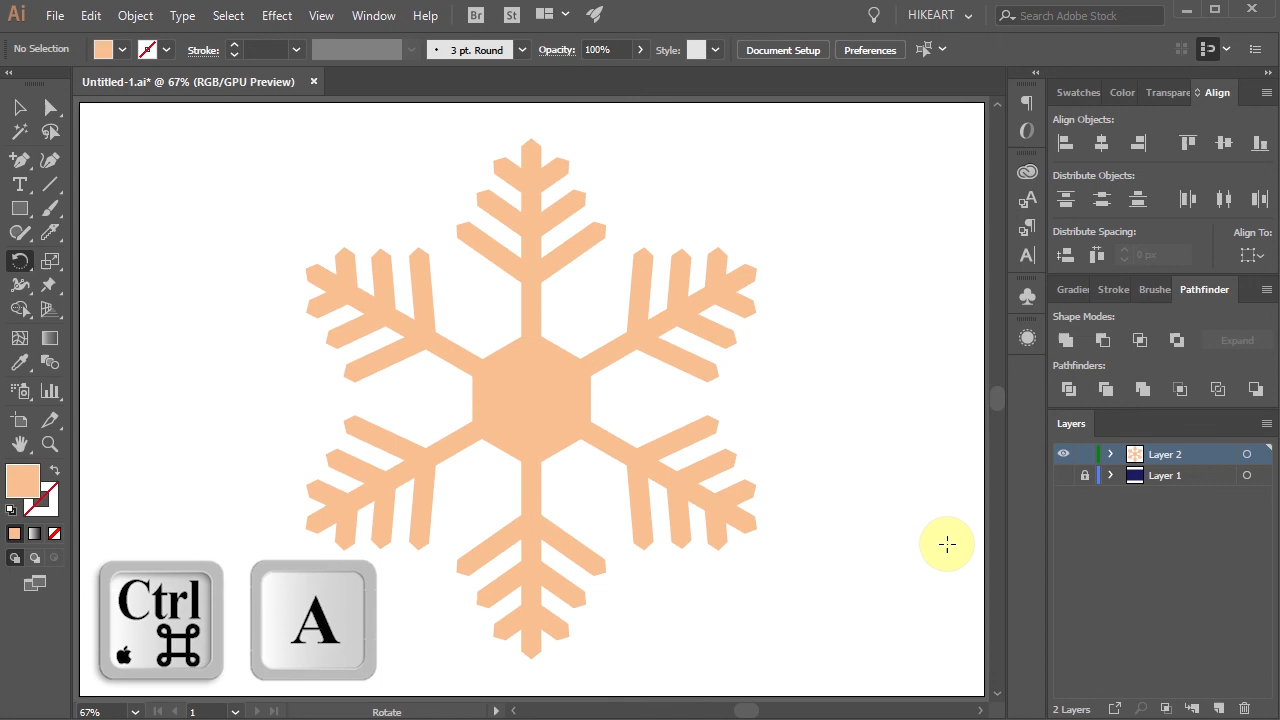 Ai File Edit Object Type Select Effect View Window Help Br St HIKEART Search Adobe Stock
No Selection Stroke: 3 pt. Round Opacity: 100% Style: Document Setup Preferences
Untitled-1.ai* @ 67% (RGB/GPU Preview) ×
Swatches Color Transpare Align
Align Objects:
Distribute Objects:
Distribute Spacing: Align To:
0 px
Gradier Stroke Brushe Pathfinder
Shape Modes:
Expand
Pathfinders:
Layers
Layer 2
Layer 1
Ctrl A
67% 1 Rotate 2 Layers